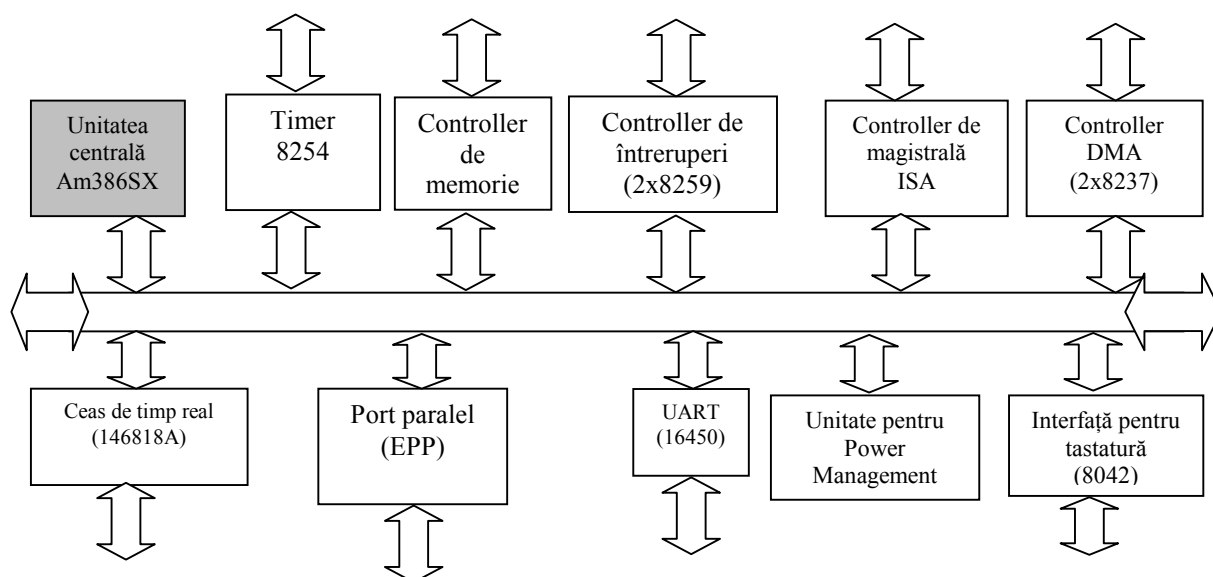 Unitatea
centrală
Am386SX
Timer
8254
Controller
de
memorie
Controller de
întreruperi
(2x8259)
Controller de
magistrală
ISA
Controller
DMA
(2x8237)
Ceas de timp real
(146818A)
Port paralel
(EPP)
UART
(16450)
Unitate pentru
Power
Management
Interfață pentru
tastatură
(8042)